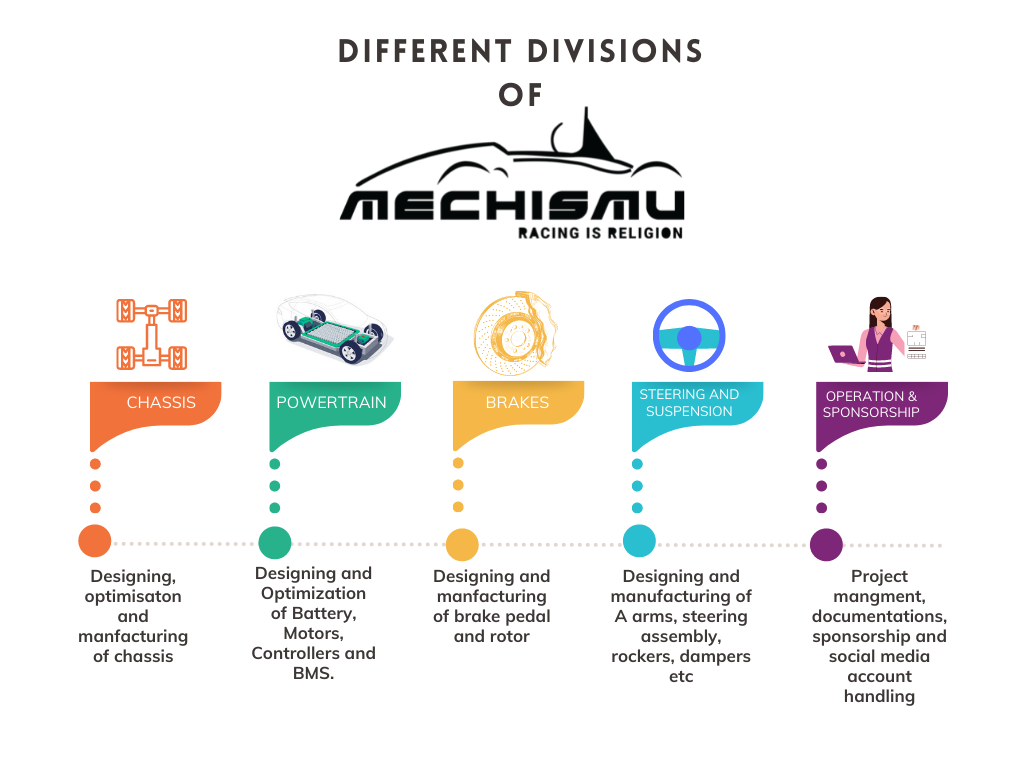 DIFFERENT DIVISIONS
OF
MECHISMU
RACING IS RELIGION
CHASSIS
Designing,
optimisaton
and
manfacturing
of chassis
POWERTRAIN
Designing and
Optimization
of Battery,
Motors,
Controllers and
BMS.
BRAKES
Designing and
manfacturing
of brake pedal
and rotor
STEERING AND
SUSPENSION
Designing and
manufacturing of
A arms, steering
assembly,
rockers, dampers
etc
OPERATION &
SPONSORSHIP
Project
mangment,
documentations,
sponsorship and
social media
account
handling